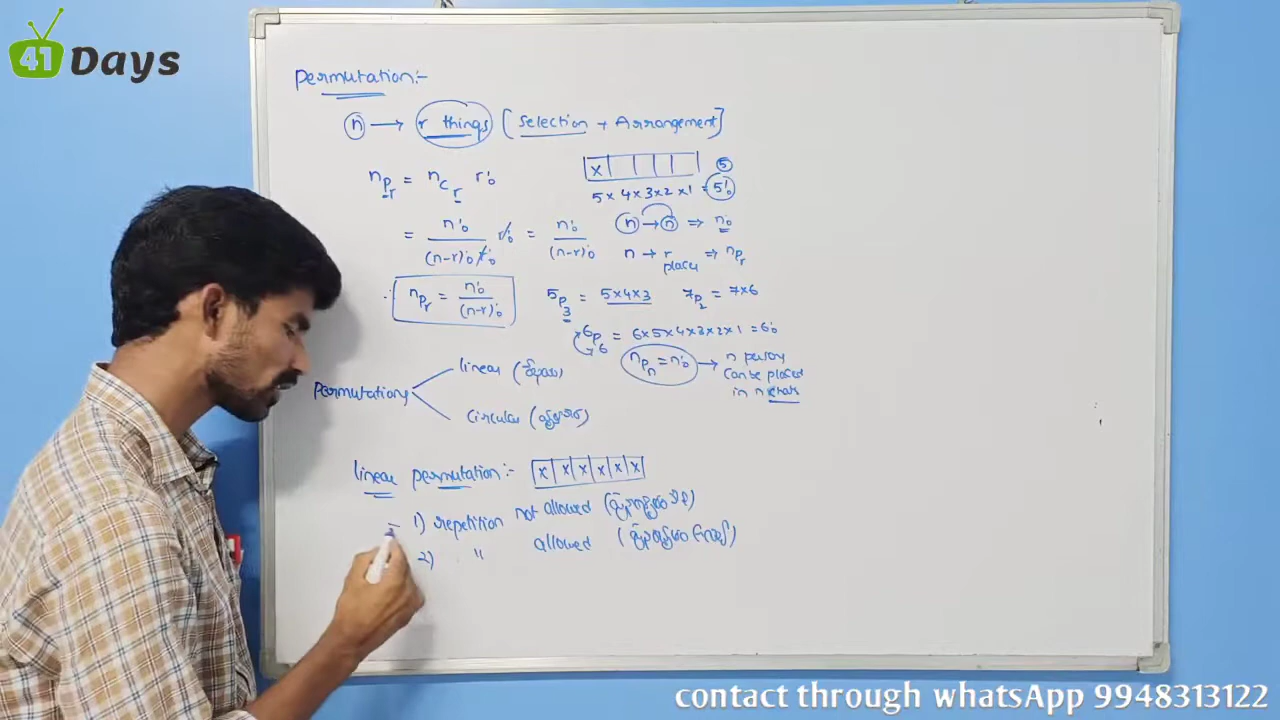 41 Days
Permutation:-
n → r things [Selection + Arrangement]
nPr = nCr r!
x 5
5×4×3×2×1 = 5!
= n!/(n-r)! r! r! = n!/(n-r)!
n → n ⇒ n!
n → r places ⇒ nPr
∴ nPr = n!/(n-r)!
5P3 = 5×4×3 7P2 = 7×6
6P6 = 6×5×4×3×2×1 = 6!
nPn = n! → n persons
can be placed
in n
Permutations
linear
circular
linear permutation:- x x x x x x
1) repetition not allowed
2) " allowed
contact through whatsApp 9948313122